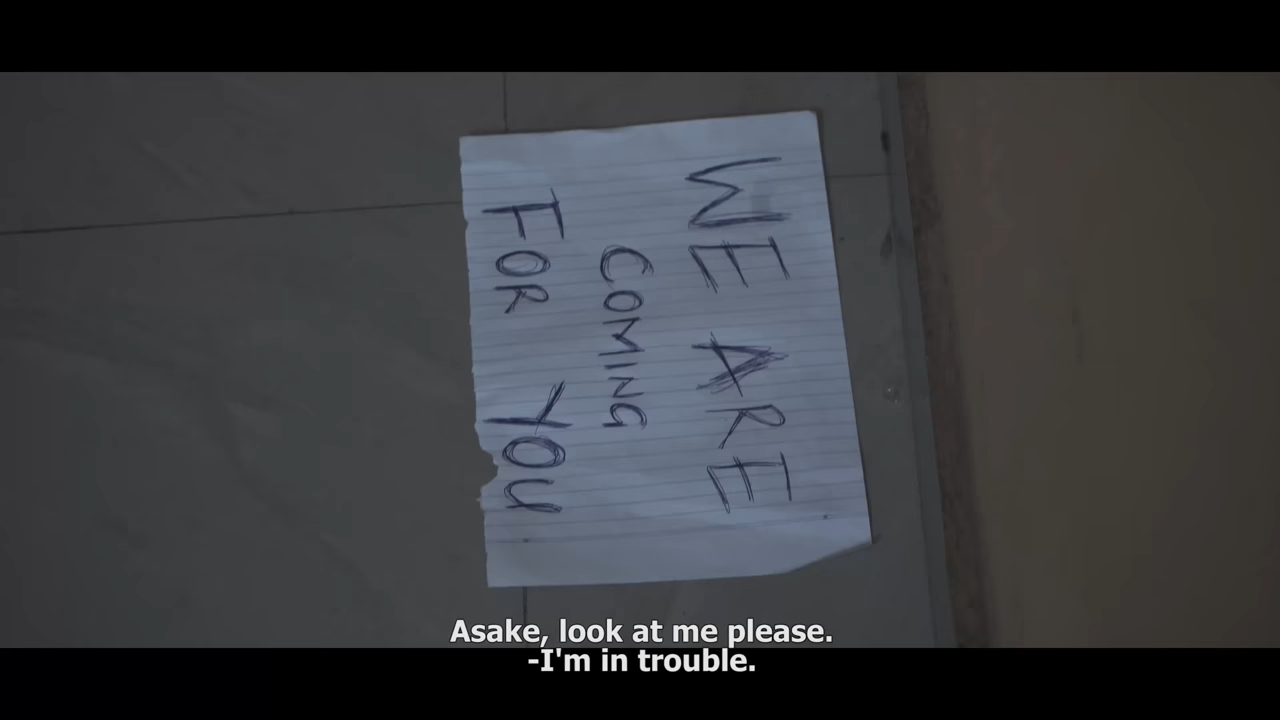 WE ARE
COMING
FOR YOU
Asake, look at me please.
-I'm in trouble.